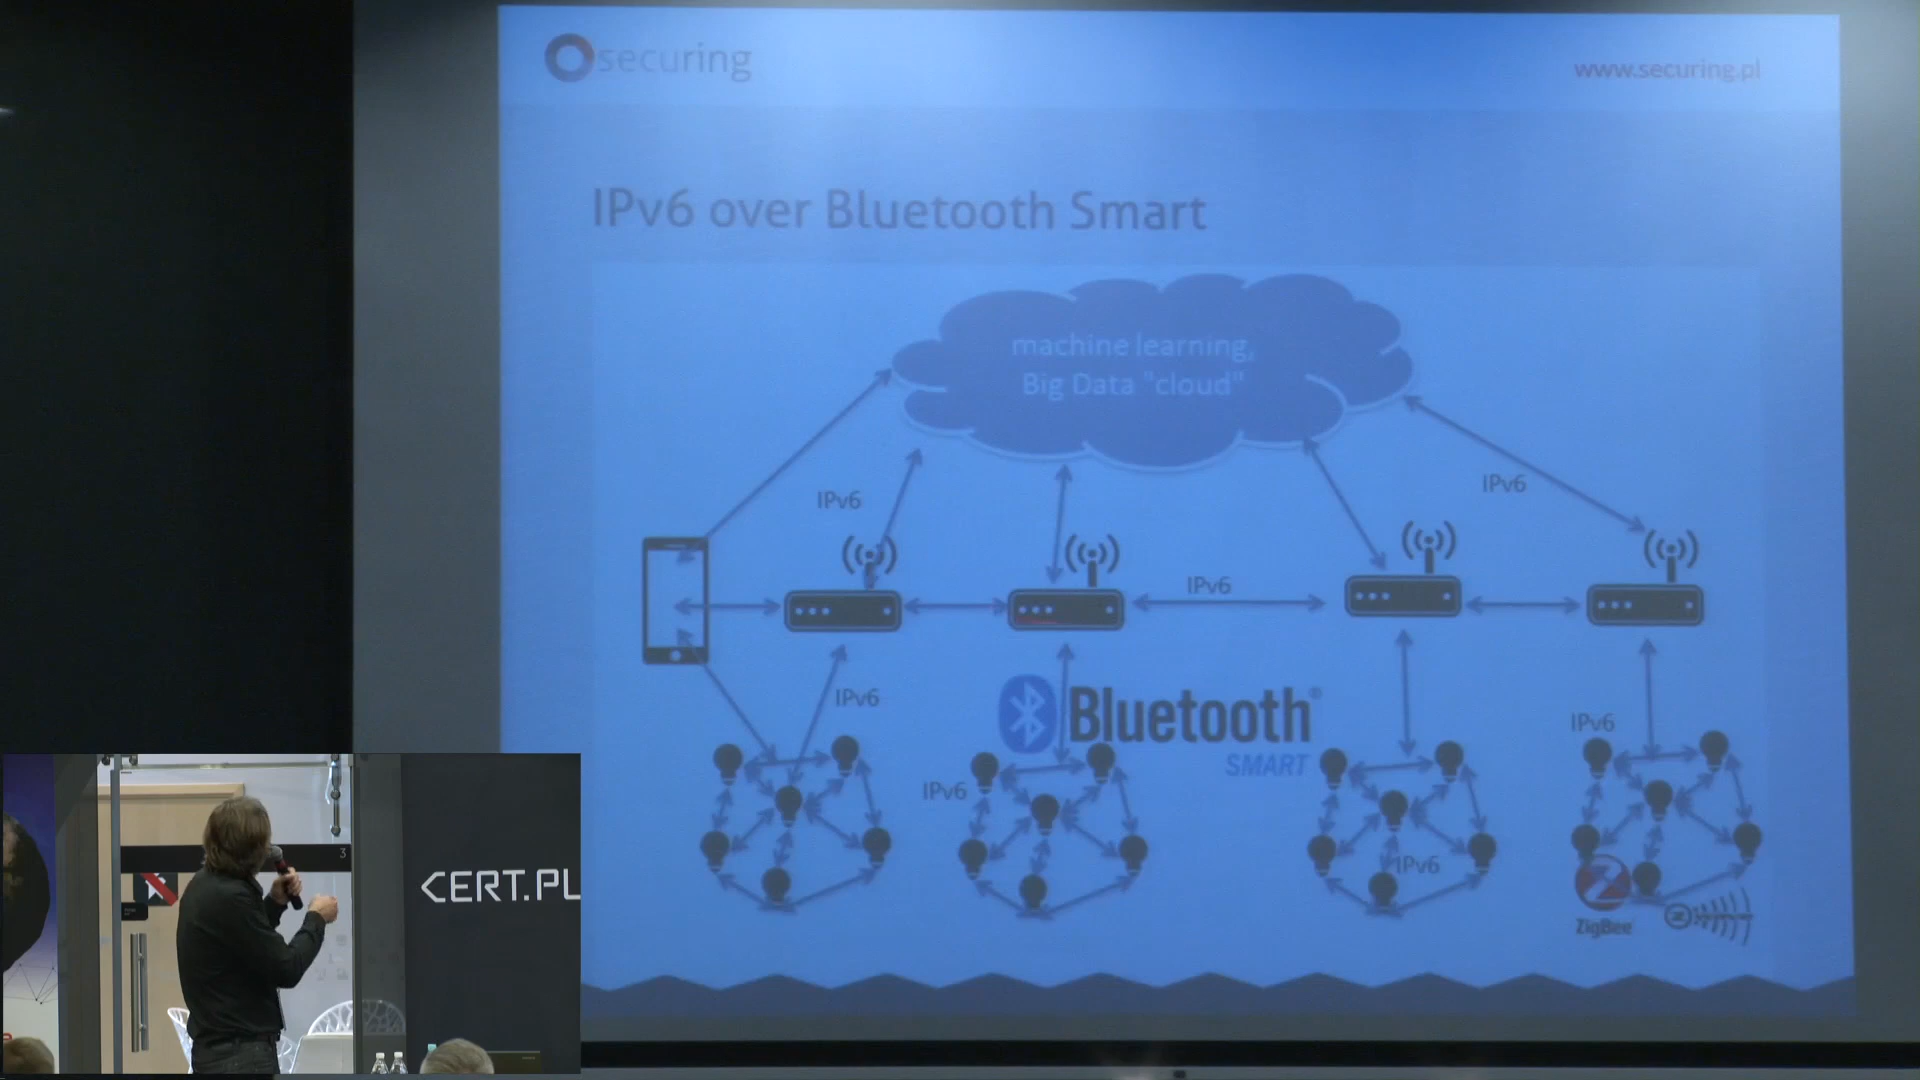 securing
www.securing.pl
IPv6 over Bluetooth Smart
machine learning,
Big Data "cloud"
IPv6
IPv6
IPv6
IPv6
Bluetooth®
SMART
IPv6
IPv6
IPv6
ZigBee
3
CERT.PL